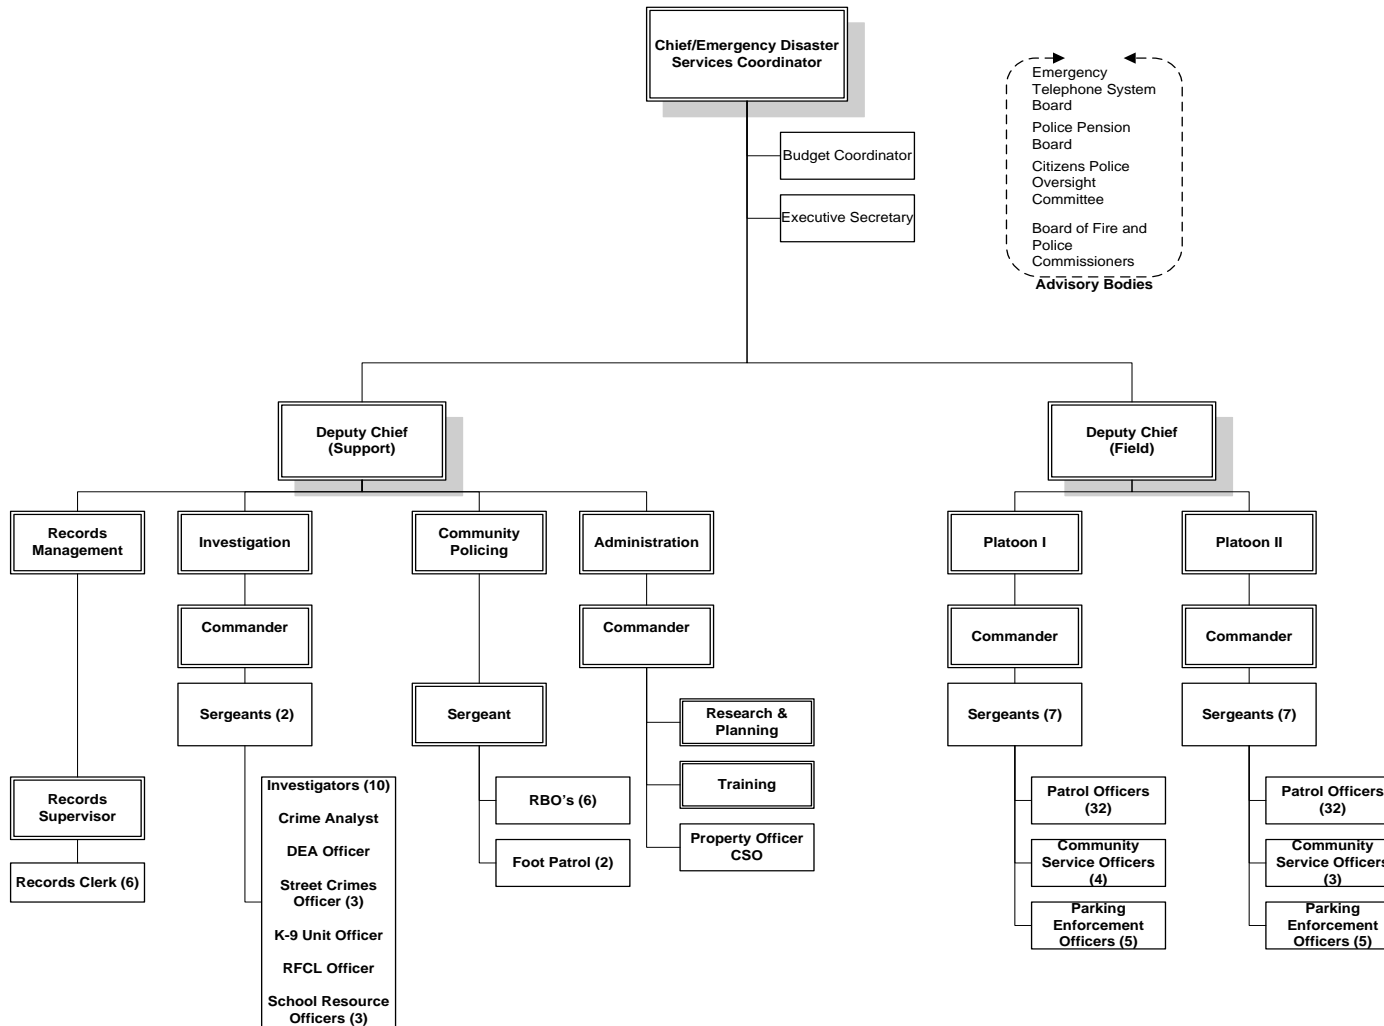 Chief/Emergency Disaster
Services Coordinator
Emergency
Telephone System
Board
Police Pension
Board
Citizens Police
Oversight
Committee
Board of Fire and
Police
Commissioners
Advisory Bodies
Budget Coordinator
Executive Secretary
Deputy Chief
(Support)
Deputy Chief
(Field)
Records
Management
Investigation
Community
Policing
Administration
Platoon I
Platoon II
Commander
Commander
Commander
Commander
Sergeants (2)
Sergeant
Research &
Planning
Sergeants (7)
Sergeants (7)
Records
Supervisor
Records Clerk (6)
Investigators (10)
Crime Analyst
DEA Officer
Street Crimes
Officer (3)
K-9 Unit Officer
RFCL Officer
School Resource
Officers (3)
RBO's (6)
Foot Patrol (2)
Training
Property Officer
CSO
Patrol Officers
(32)
Community
Service Officers
(4)
Parking
Enforcement
Officers (5)
Patrol Officers
(32)
Community
Service Officers
(3)
Parking
Enforcement
Officers (5)